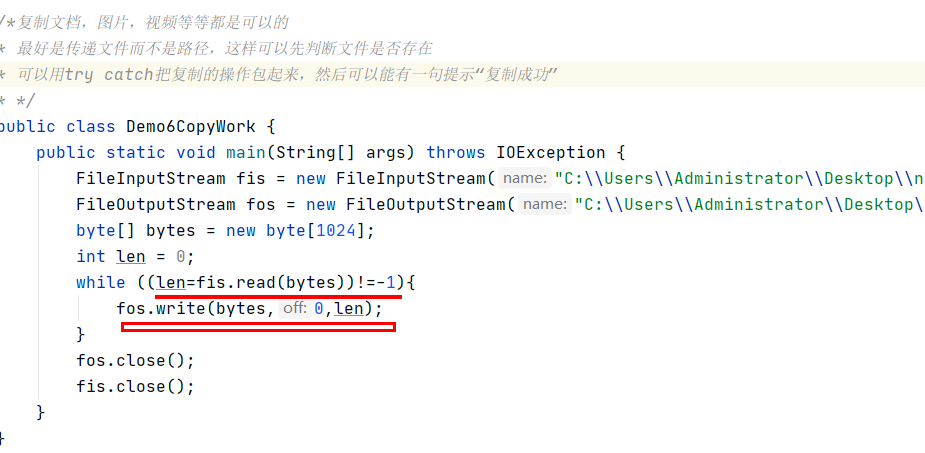 /*复制文档，图片，视频等等都是可以的
* 最好是传递文件而不是路径，这样可以先判断文件是否存在
* 可以用try catch把复制的操作包起来，然后可以能有一句提示“复制成功”
* */
public class Demo6CopyWork {
public static void main(String[] args) throws IOException {
FileInputStream fis = new FileInputStream( name: "C:\\Users\\Administrator\\Desktop\\n
FileOutputStream fos = new FileOutputStream( name: "C:\\Users\\Administrator\\Desktop\
byte[] bytes = new byte[1024];
int len = 0;
while ((len=fis.read(bytes))!=-1){
fos.write(bytes, off: 0,len);
}
fos.close();
fis.close();
}
}